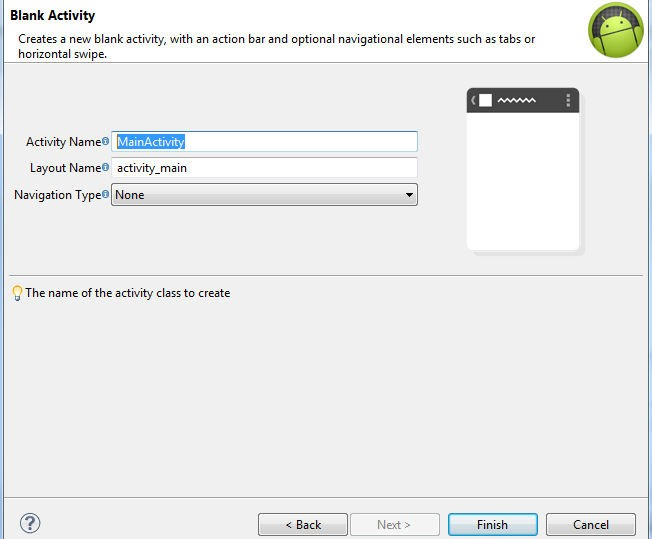 Blank Activity
Creates a new blank activity, with an action bar and optional navigational elements such as tabs or
horizontal swipe.
Activity Name MainActivity
Layout Name activity_main
Navigation Type None
The name of the activity class to create
?
< Back Next > Finish Cancel